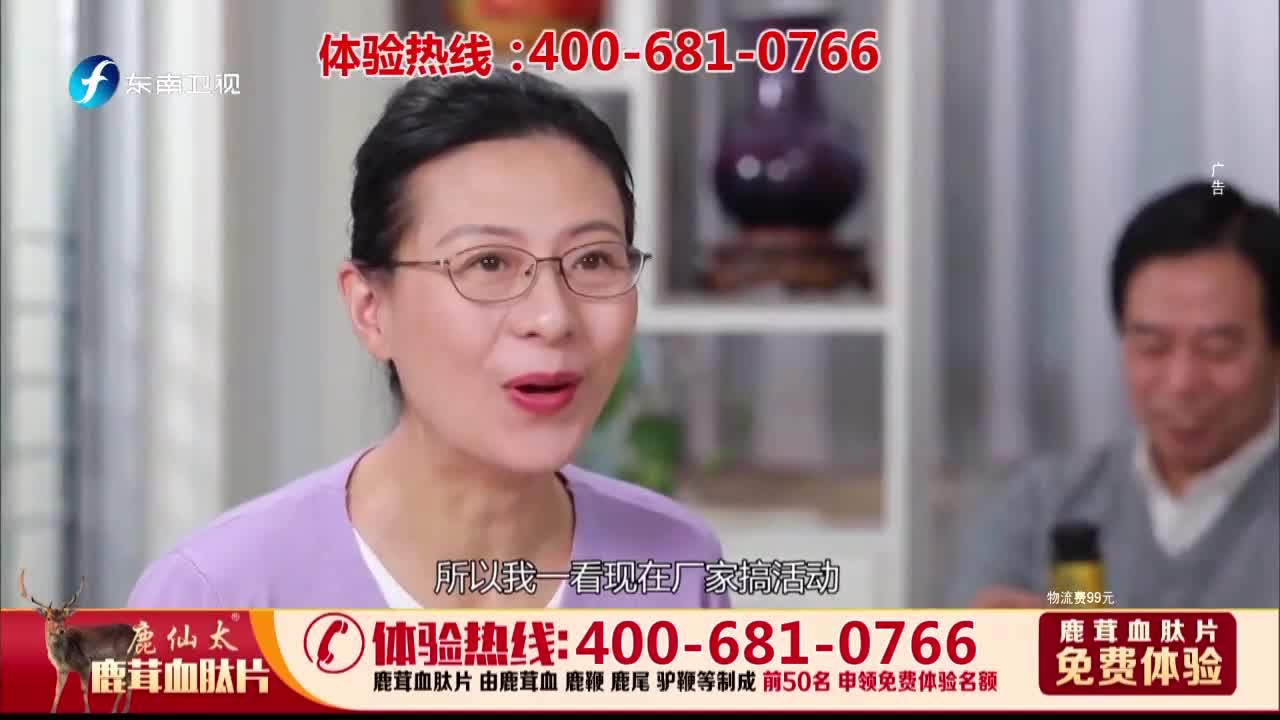 体验热线：400-681-0766
东南卫视
广告
所以我一看现在厂家搞活动
物流费99元
鹿仙太®
鹿茸血肽片
体验热线:400-681-0766
鹿茸血肽片 由鹿茸血 鹿鞭 鹿尾 驴鞭等制成 前50名 申领免费体验名额
鹿茸血肽片
免费体验